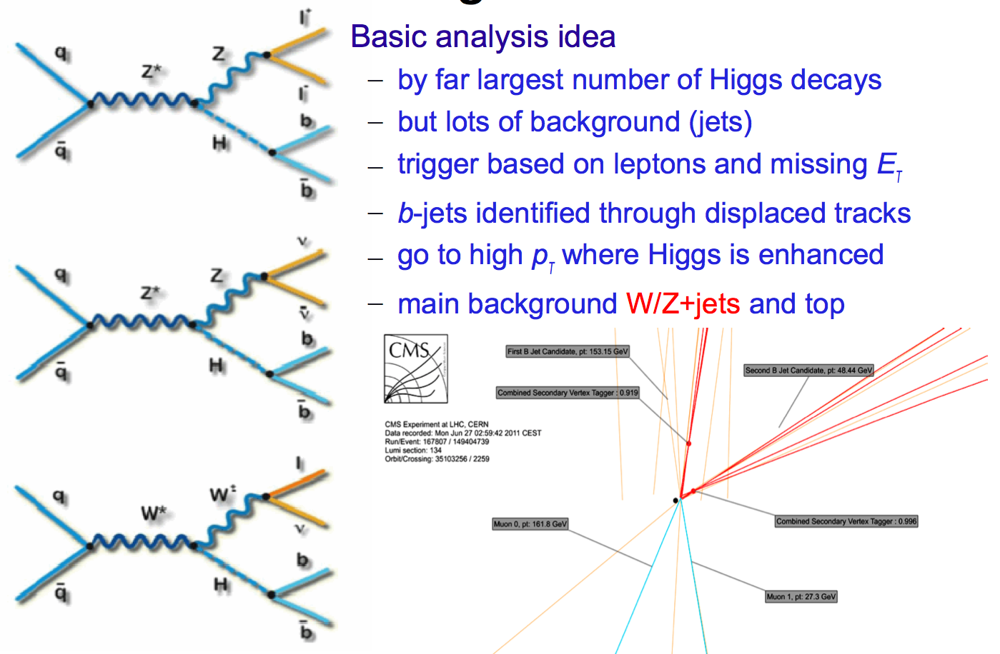 Basic analysis idea
– by far largest number of Higgs decays
– but lots of background (jets)
– trigger based on leptons and missing E_T
– b-jets identified through displaced tracks
– go to high p_T where Higgs is enhanced
– main background W/Z+jets and top
q
Z*
Z
l⁺
l⁻
q̄
H
b
b̄
q
Z*
Z
ν
ν̄
q̄
H
b
b̄
q
W*
W±
l
ν
q̄
H
b
b̄
CMS
CMS Experiment at LHC, CERN
Data recorded: Mon Jun 27 02:59:42 2011 CEST
Run/Event: 167807 / 149404739
Lumi section: 134
Orbit/Crossing: 35103256 / 2259
First B Jet Candidate, pt: 153.15 GeV
Second B Jet Candidate, pt: 48.44 GeV
Combined Secondary Vertex Tagger : 0.919
Combined Secondary Vertex Tagger : 0.996
Muon 0, pt: 161.8 GeV
Muon 1, pt: 27.3 GeV